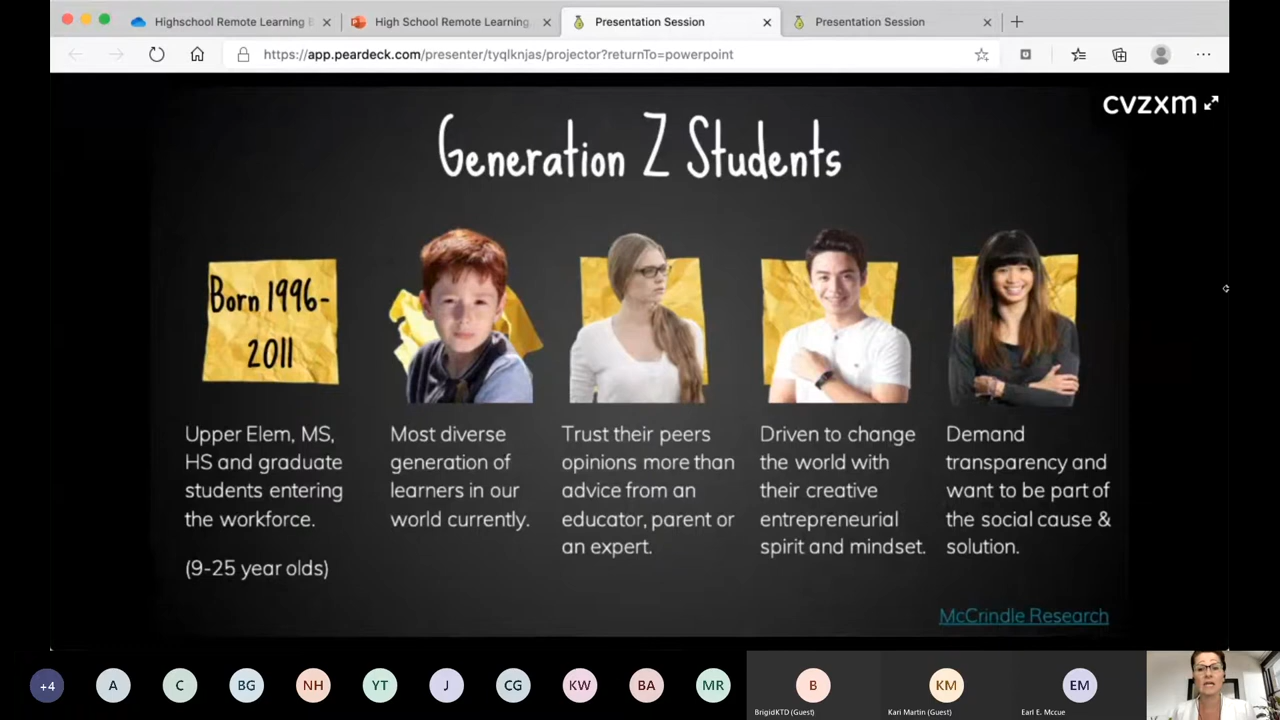 Highschool Remote Learning
High School Remote Learning
Presentation Session
Presentation Session
https://app.peardeck.com/presenter/tyqlknjas/projector?returnTo=powerpoint
cvzxm
Generation Z Students
Born 1996-
2011
Upper Elem, MS,
HS and graduate
students entering
the workforce.
(9-25 year olds)
Most diverse
generation of
learners in our
world currently.
Trust their peers
opinions more than
advice from an
educator, parent or
an expert.
Driven to change
the world with
their creative
entrepreneurial
spirit and mindset.
Demand
transparency and
want to be part of
the social cause &
solution.
McCrindle Research
+4
A
C
BG
NH
YT
J
CG
KW
BA
MR
B
BrigidKTD (Guest)
KM
Kari Martin (Guest)
EM
Earl E. Mccue